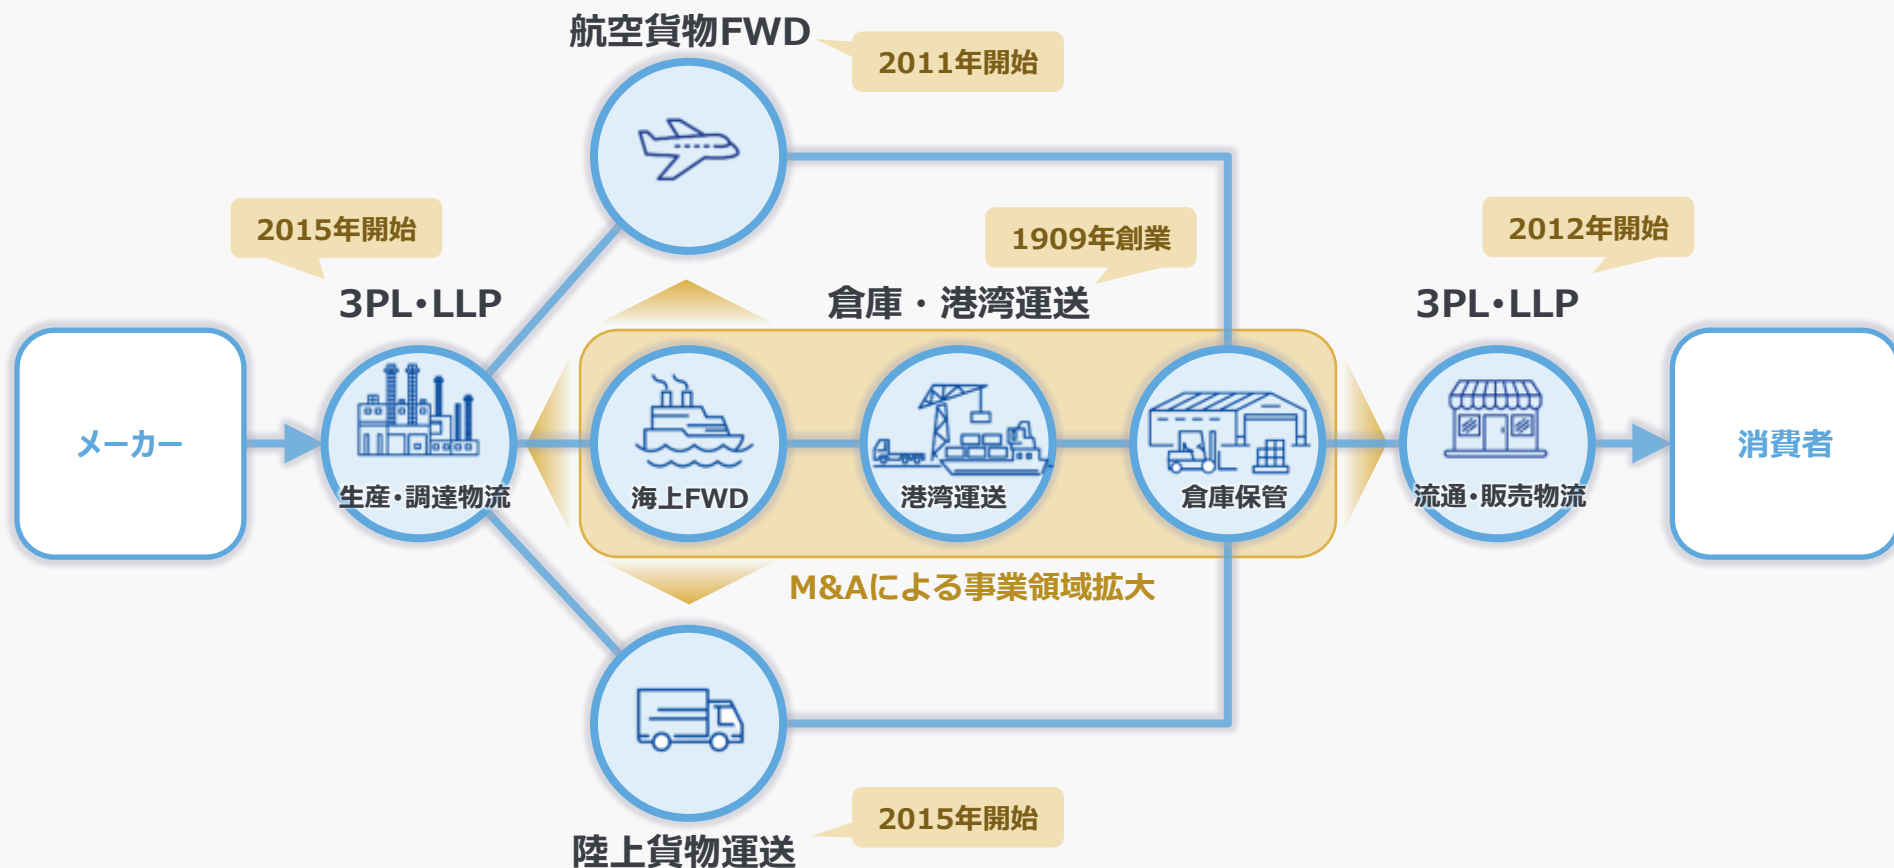 航空貨物FWD
2011年開始
2015年開始
1909年創業
2012年開始
3PL・LLP
倉庫・港湾運送
3PL・LLP
メーカー
消費者
生産・調達物流
海上FWD
港湾運送
倉庫保管
流通・販売物流
M&Aによる事業領域拡大
2015年開始
陸上貨物運送